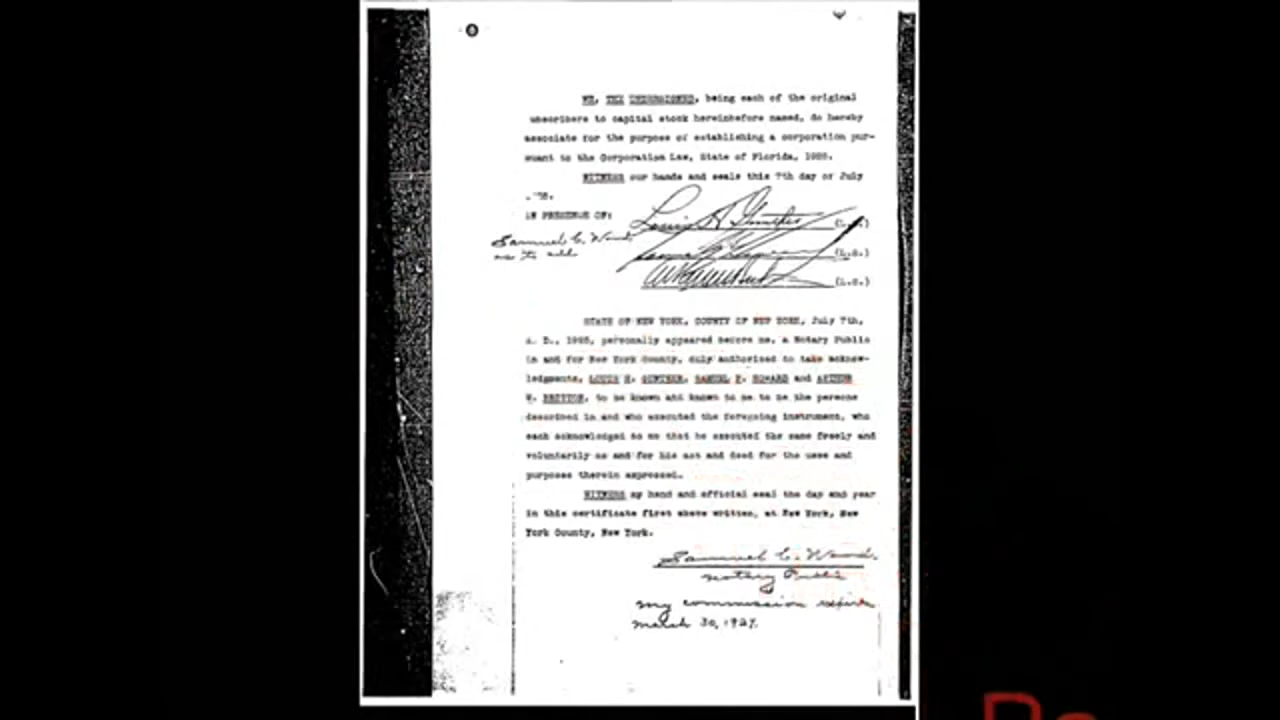 WE, THE UNDERSIGNED, being each of the original
subscribers to capital stock hereinbefore named, do hereby
associate for the purpose of establishing a corporation pur-
suant to the Corporation Law, State of Florida, 1925.
WITNESS our hands and seals this 7th day of July
IN PRESENCE OF:
Samuel C. Wood
as to all
(L.S.)
(L.S.)
(L.S.)
STATE OF NEW YORK, COUNTY OF NEW YORK, July 7th,
A. D., 1925, personally appeared before me, a Notary Public
in and for New York County, duly authorized to take acknow-
ledgments, LOUIS H. GUNTHER, SAMUEL F. HOWARD and ARTHUR
W. BRITTON, to be known and known to me to be the persons
described in and who executed the foregoing instrument, who
each acknowledged to me that he executed the same freely and
voluntarily as and for his act and deed for the uses and
purposes therein expressed.
WITNESS my hand and official seal the day and year
in this certificate first above written, at New York, New
York County, New York.
Samuel C. Wood.
Notary Public
My commission expires
March 30, 1927.